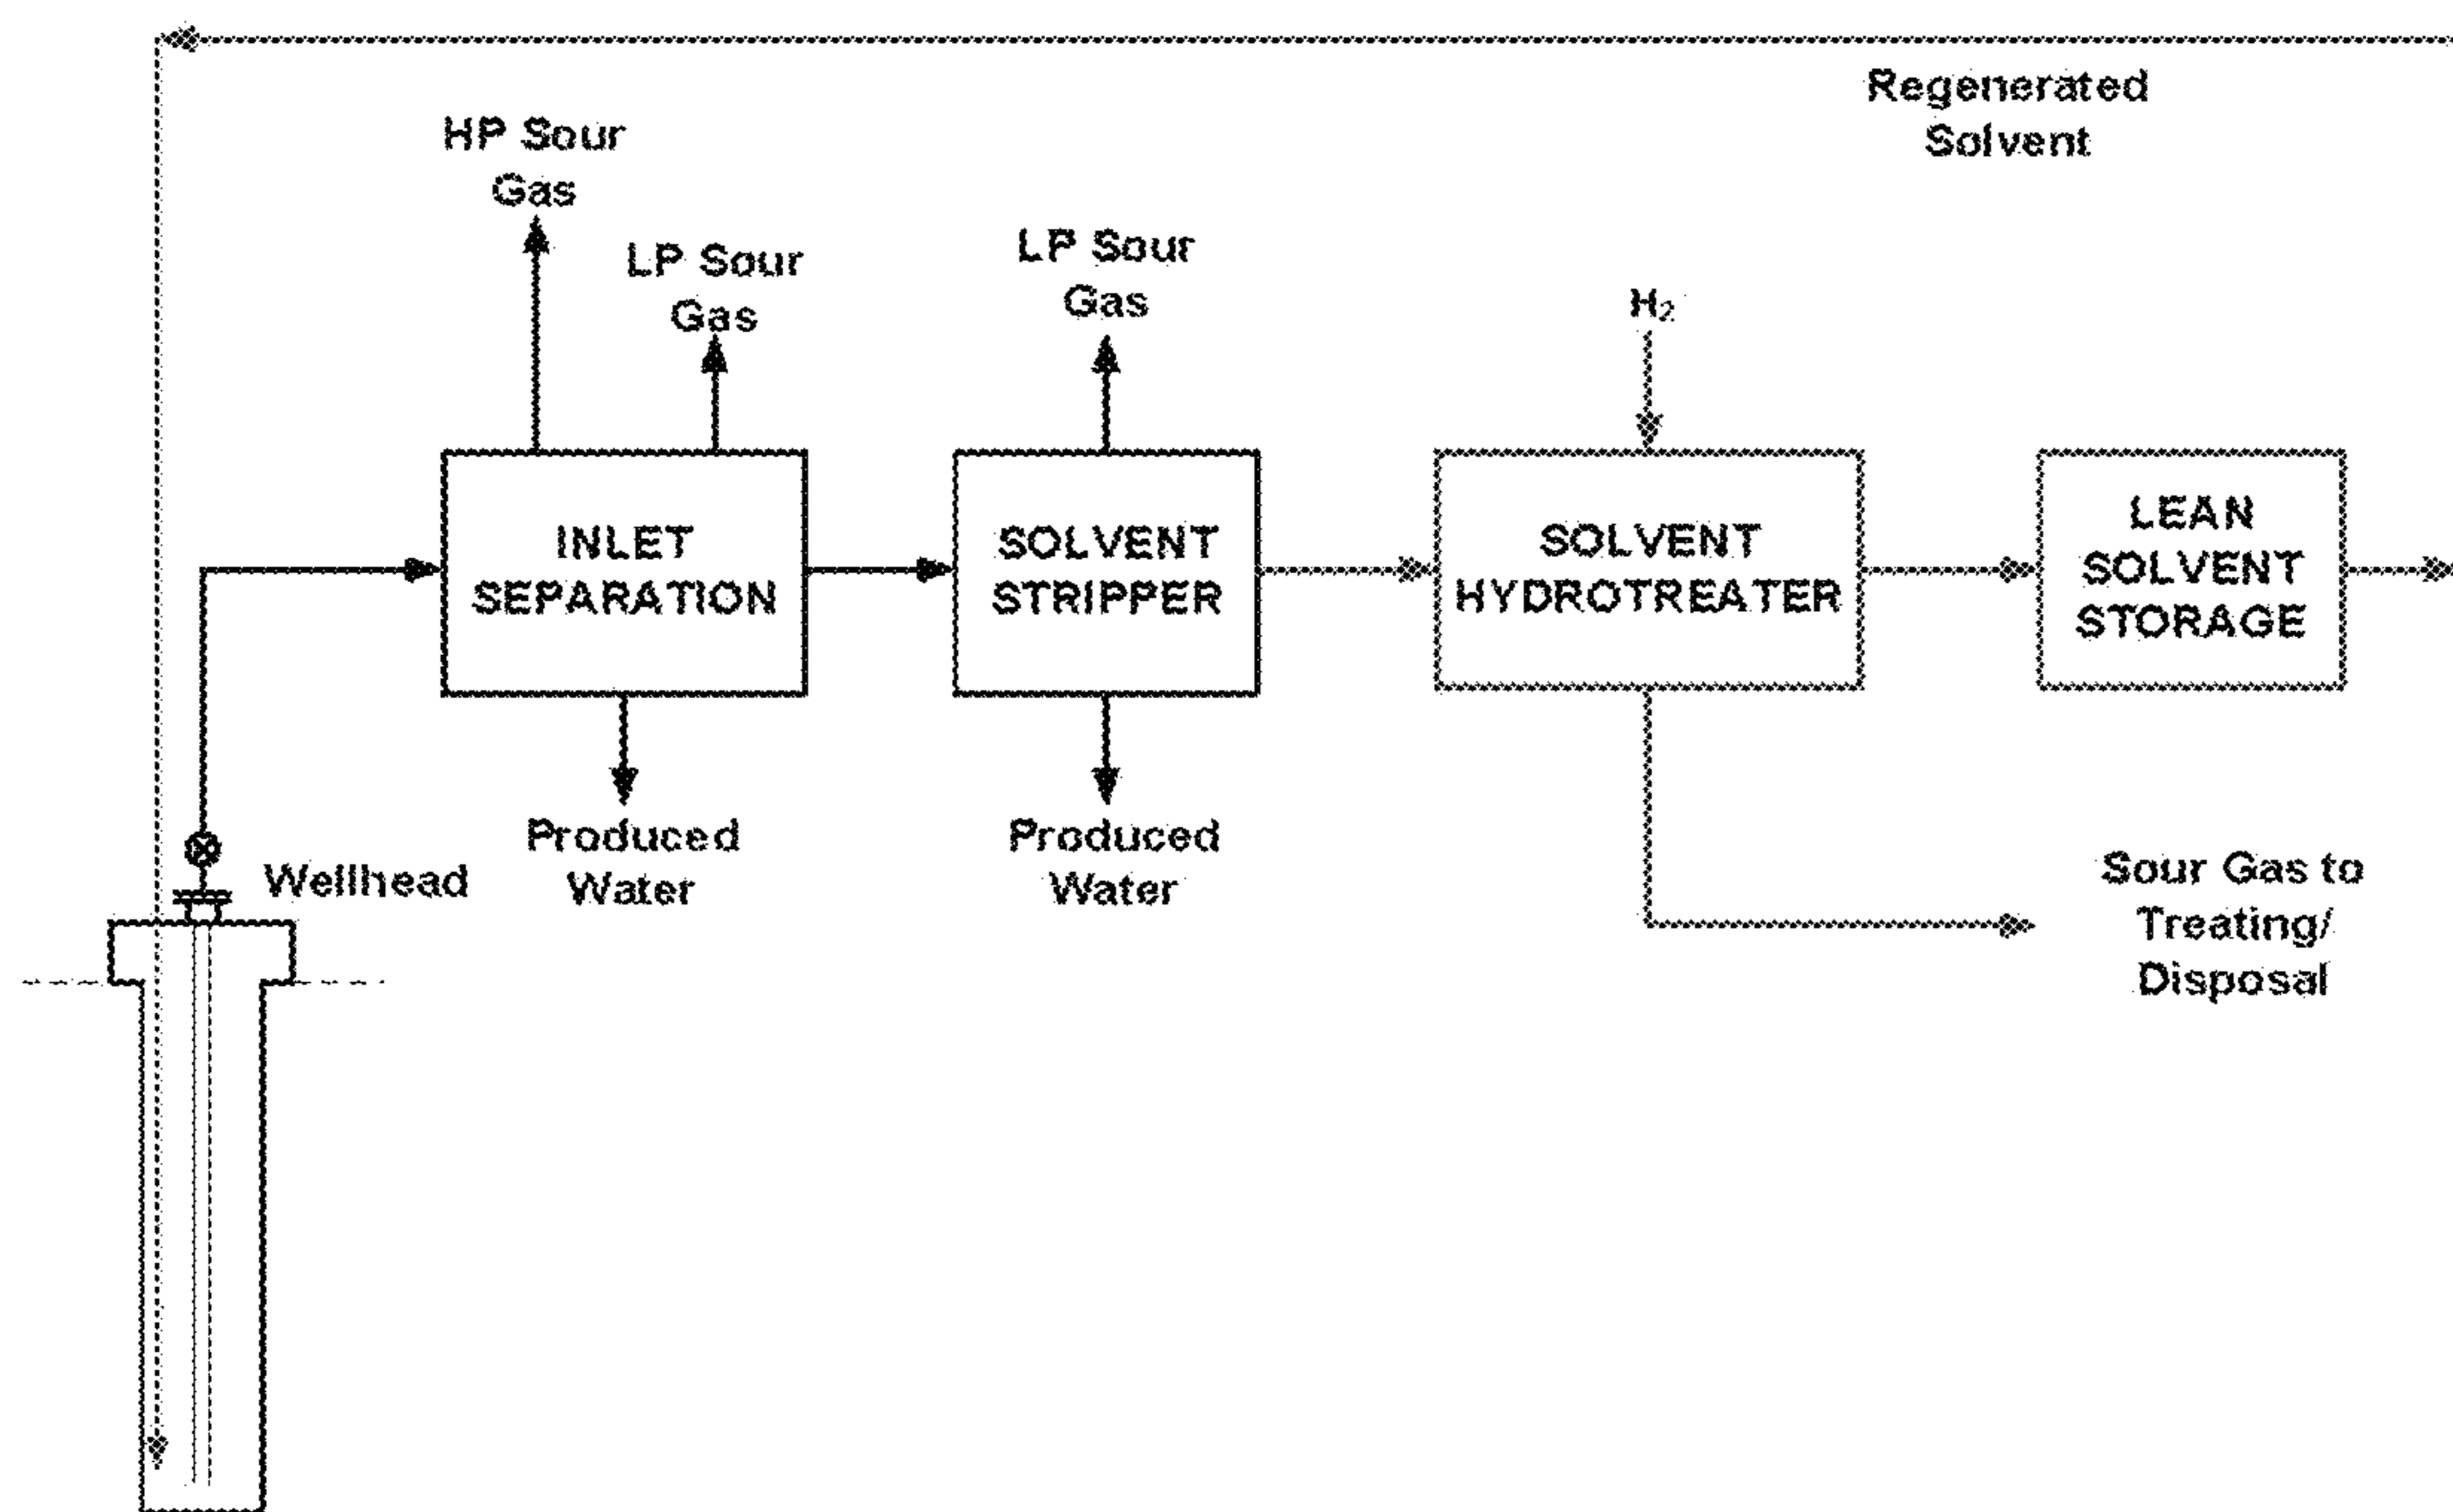 Regenerated
Solvent
HP Sour
Gas
LP Sour
Gas
LP Sour
Gas
H₂
INLET
SEPARATION
SOLVENT
STRIPPER
SOLVENT
HYDROTREATER
LEAN
SOLVENT
STORAGE
Wellhead
Produced
Water
Produced
Water
Sour Gas to
Treating/
Disposal